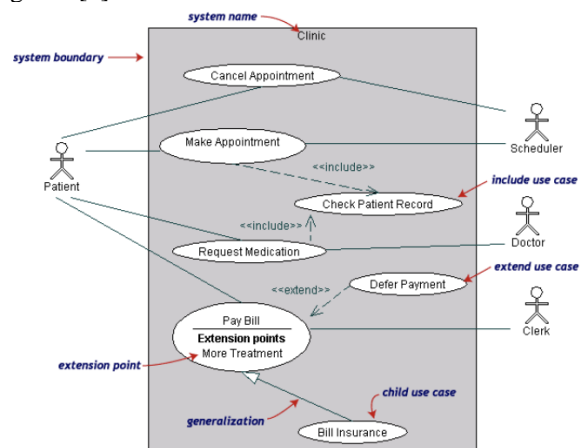 system name
Clinic
system boundary
Cancel Appointment
Make Appointment
Scheduler
Patient
<<include>>
include use case
Check Patient Record
<<include>>
Request Medication
Doctor
extend use case
<<extend>>
Defer Payment
Pay Bill
Extension points
More Treatment
Clerk
extension point
child use case
generalization
Bill Insurance